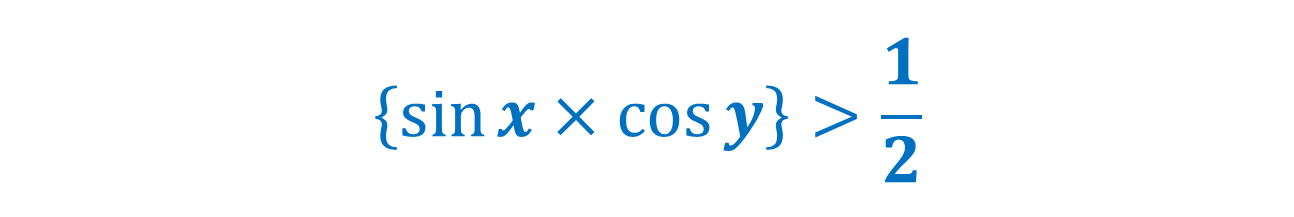 {sin x × cos y} > 1/2